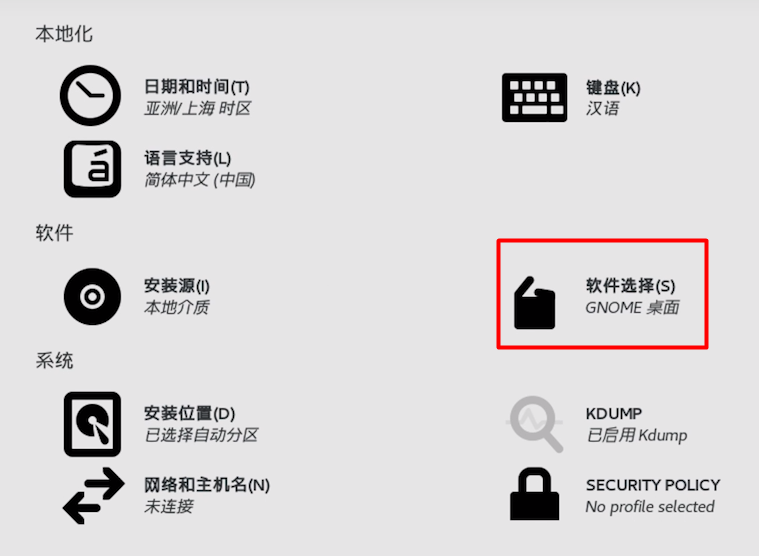 本地化
日期和时间(T)
亚洲/上海 时区
键盘(K)
汉语
语言支持(L)
简体中文 (中国)
软件
安装源(I)
本地介质
软件选择(S)
GNOME 桌面
系统
安装位置(D)
已选择自动分区
KDUMP
已启用 Kdump
网络和主机名(N)
未连接
SECURITY POLICY
No profile selected